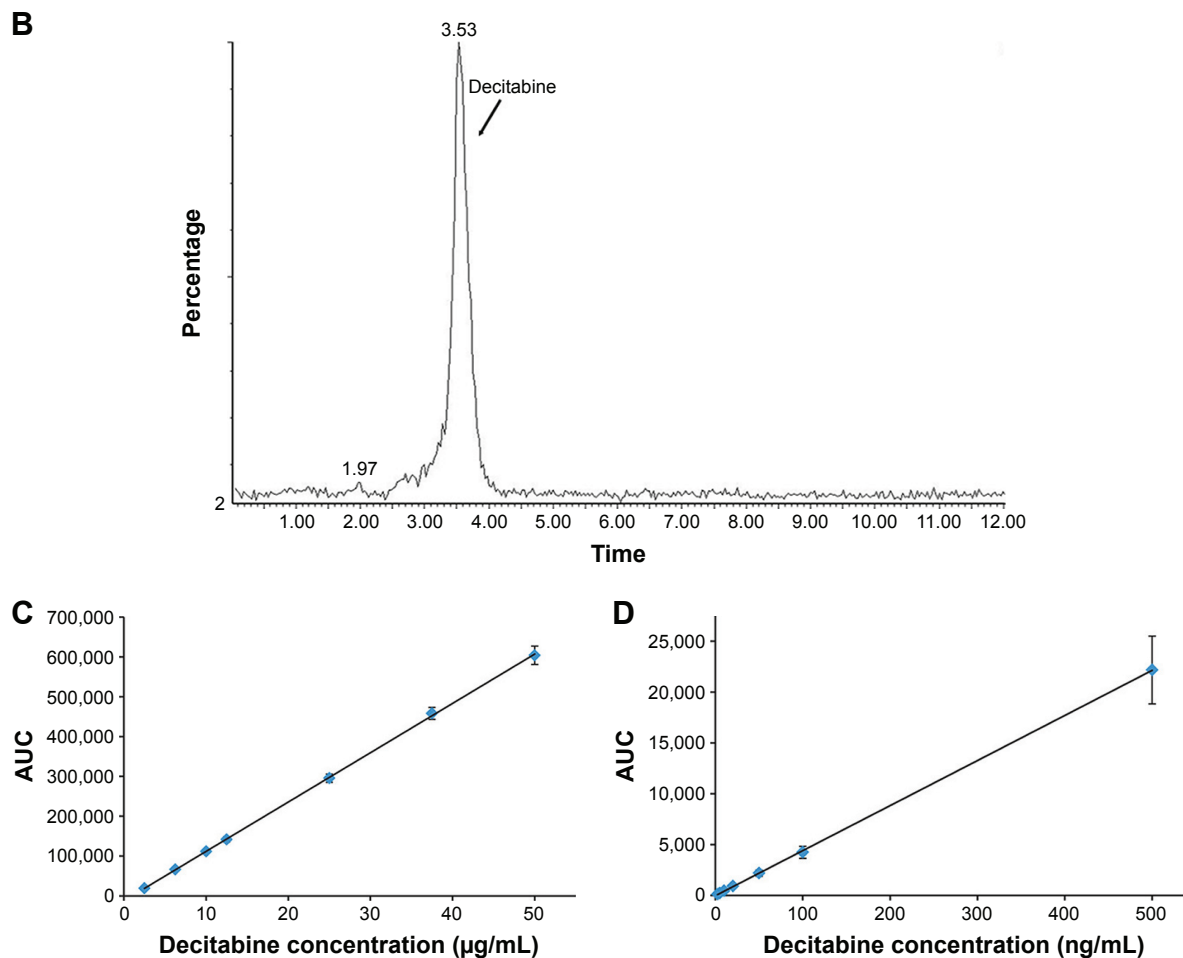 B
3.53
Decitabine
Percentage
1.97
2
1.00 2.00 3.00 4.00 5.00 6.00 7.00 8.00 9.00 10.00 11.00 12.00
Time
C
700,000
600,000
500,000
400,000
300,000
200,000
100,000
0
AUC
0 10 20 30 40 50
Decitabine concentration (µg/mL)
D
25,000
20,000
15,000
10,000
5,000
0
AUC
0 100 200 300 400 500
Decitabine concentration (ng/mL)